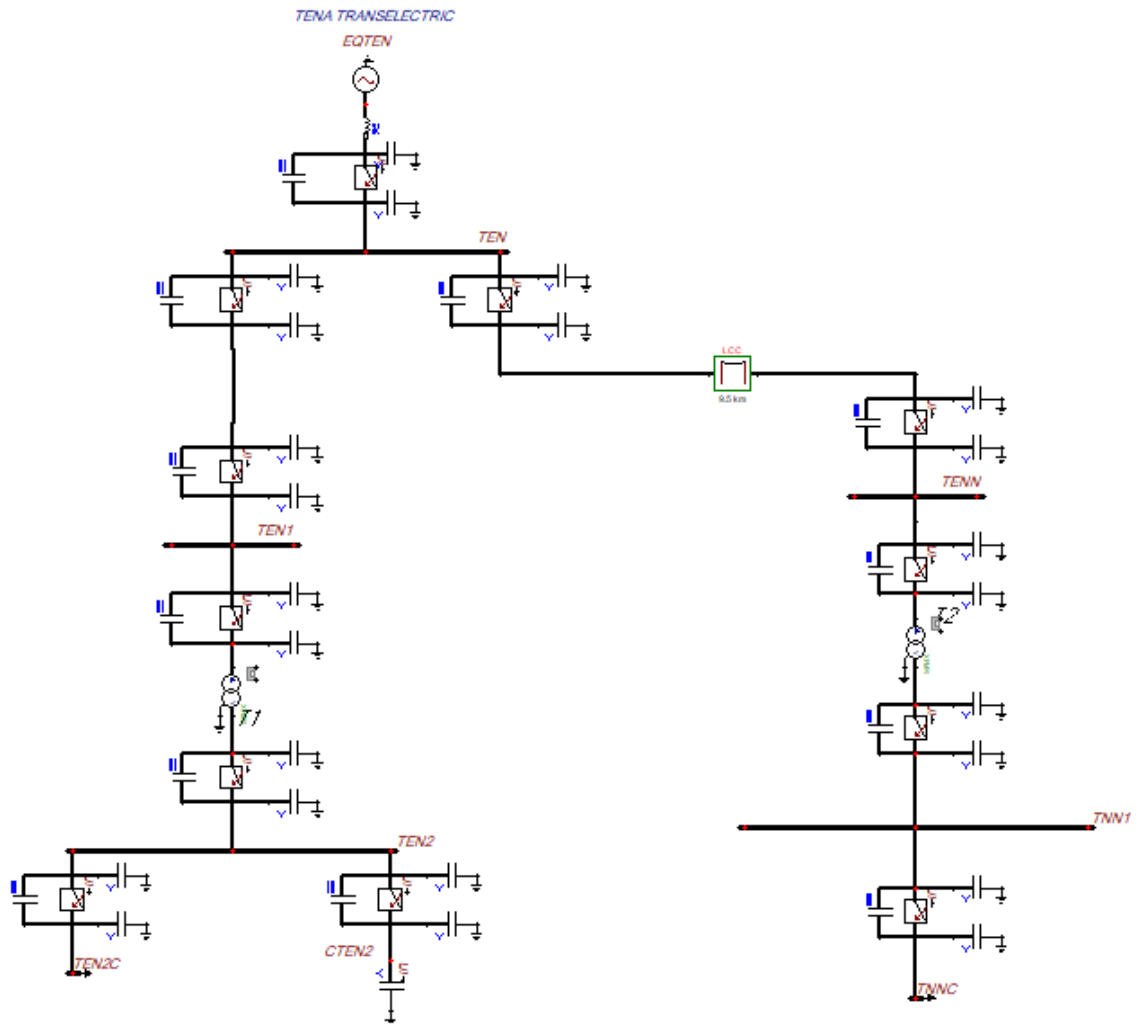 TENA TRANSELECTRIC
EQTEN
TEN
LCC
9.5 km
TENN
TEN1
T2
T1
TNN1
TEN2
CTEN2
TEN2C
TNNC